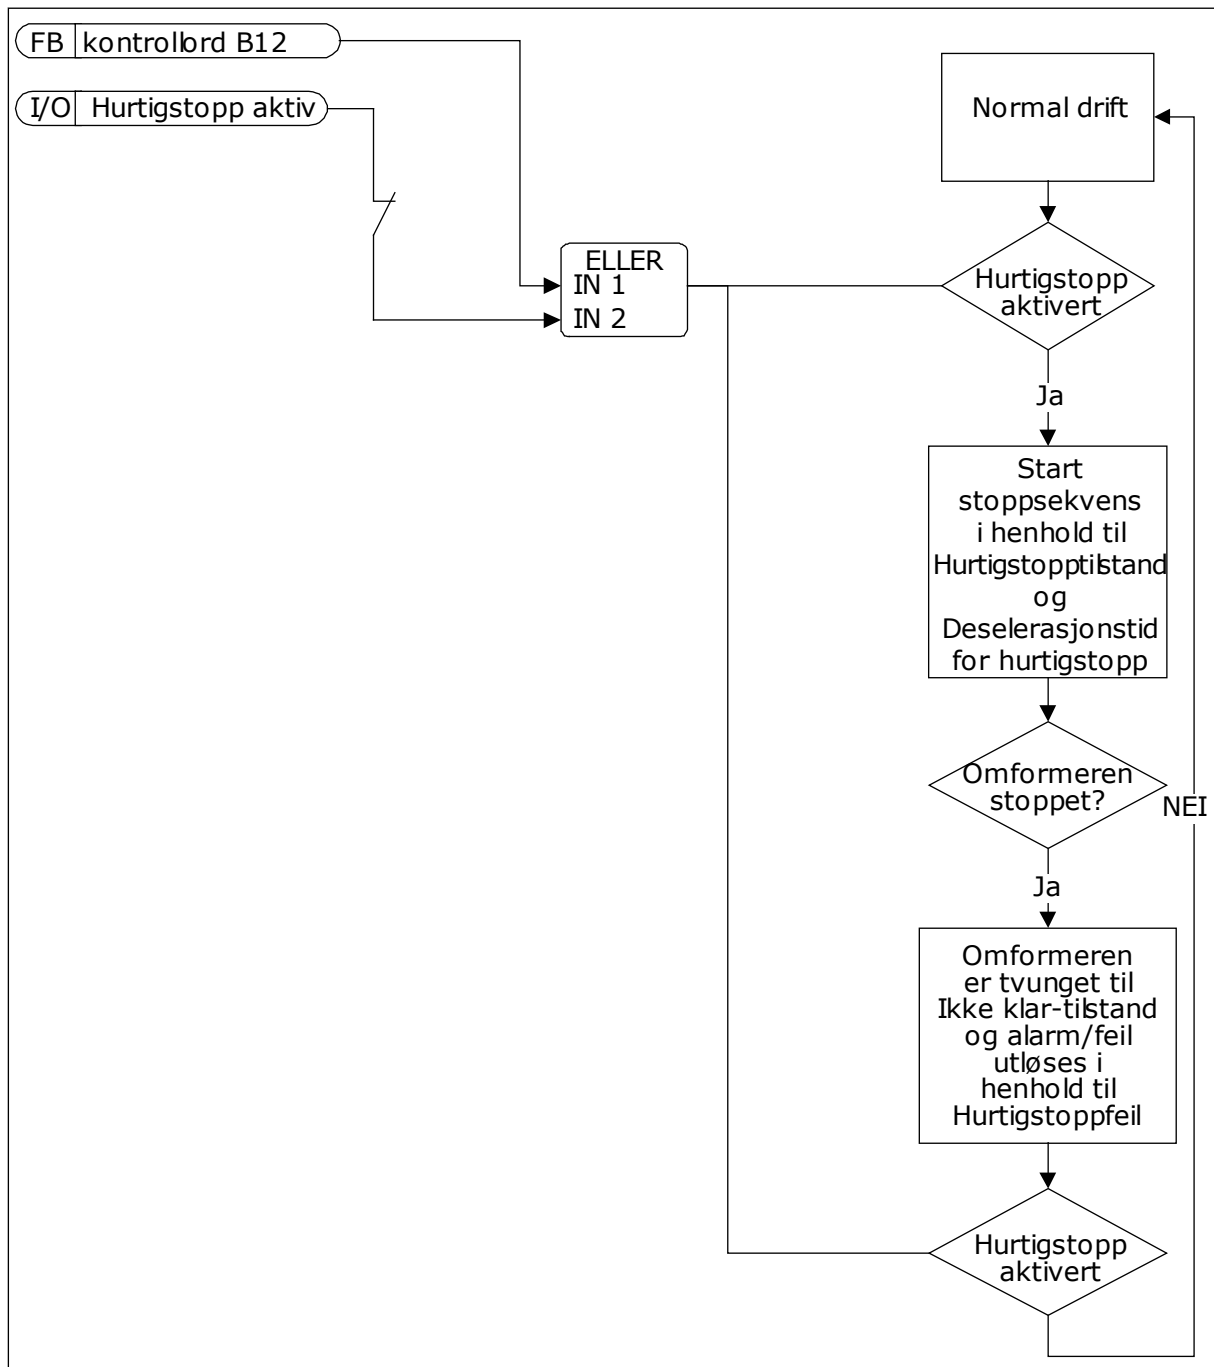 FB kontrollord B12
I/O Hurtigstopp aktiv
Normal drift
ELLER
IN 1
IN 2
Hurtigstopp
aktivert
Ja
Start
stoppsekvens
i henhold til
Hurtigstopptilstand
og
Deselerasjonstid
for hurtigstopp
Omformeren
stoppet?
NEI
Ja
Omformeren
er tvunget til
Ikke klar-tilstand
og alarm/feil
utløses i
henhold til
Hurtigstoppfeil
Hurtigstopp
aktivert